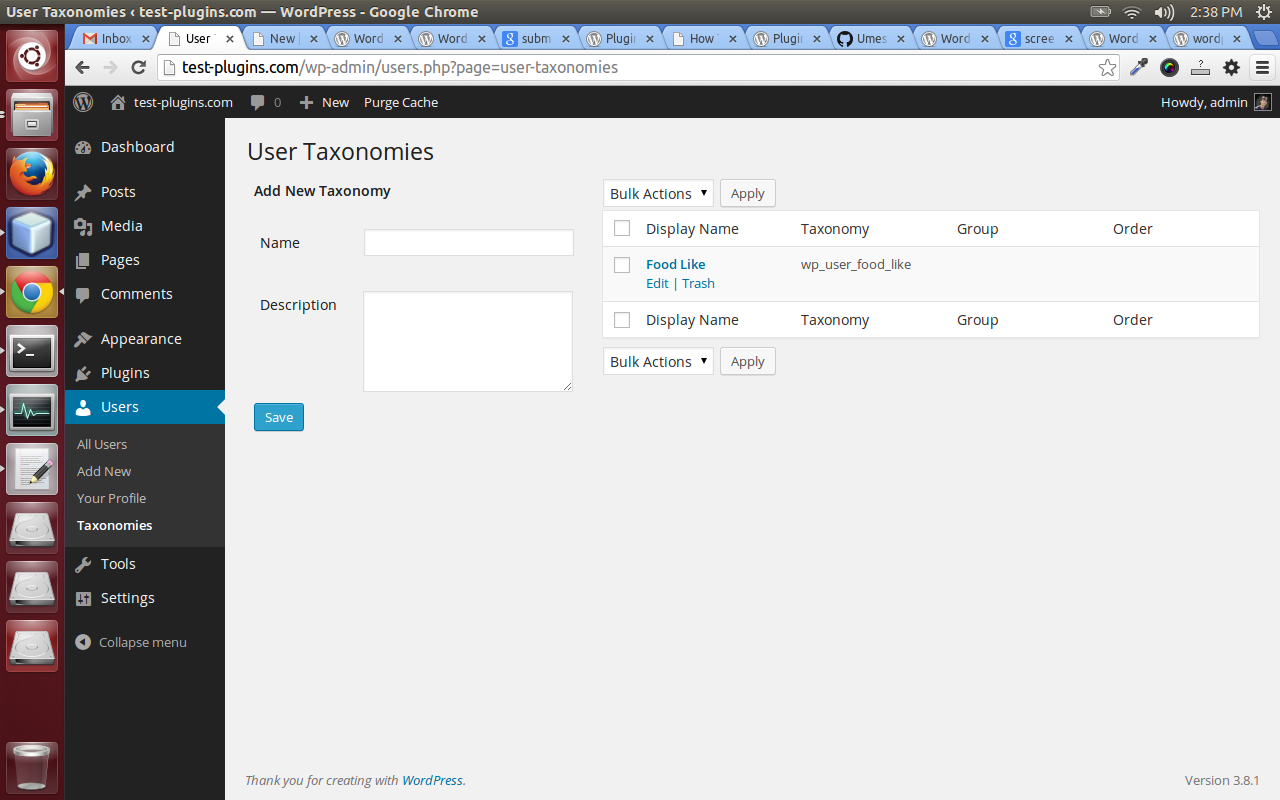 User Taxonomies ‹ test-plugins.com — WordPress - Google Chrome
2:38 PM
Inbox
User
New
Word
Word
subm
Plugi
How
Plugi
Umes
Word
scree
Word
word
test-plugins.com/wp-admin/users.php?page=user-taxonomies
test-plugins.com
0
New
Purge Cache
Howdy, admin
Dashboard
Posts
Media
Pages
Comments
Appearance
Plugins
Users
All Users
Add New
Your Profile
Taxonomies
Tools
Settings
Collapse menu
User Taxonomies
Add New Taxonomy
Name
Description
Save
Bulk Actions Apply
Display Name Taxonomy Group Order
Food Like wp_user_food_like
Edit | Trash
Display Name Taxonomy Group Order
Bulk Actions Apply
Thank you for creating with WordPress.
Version 3.8.1